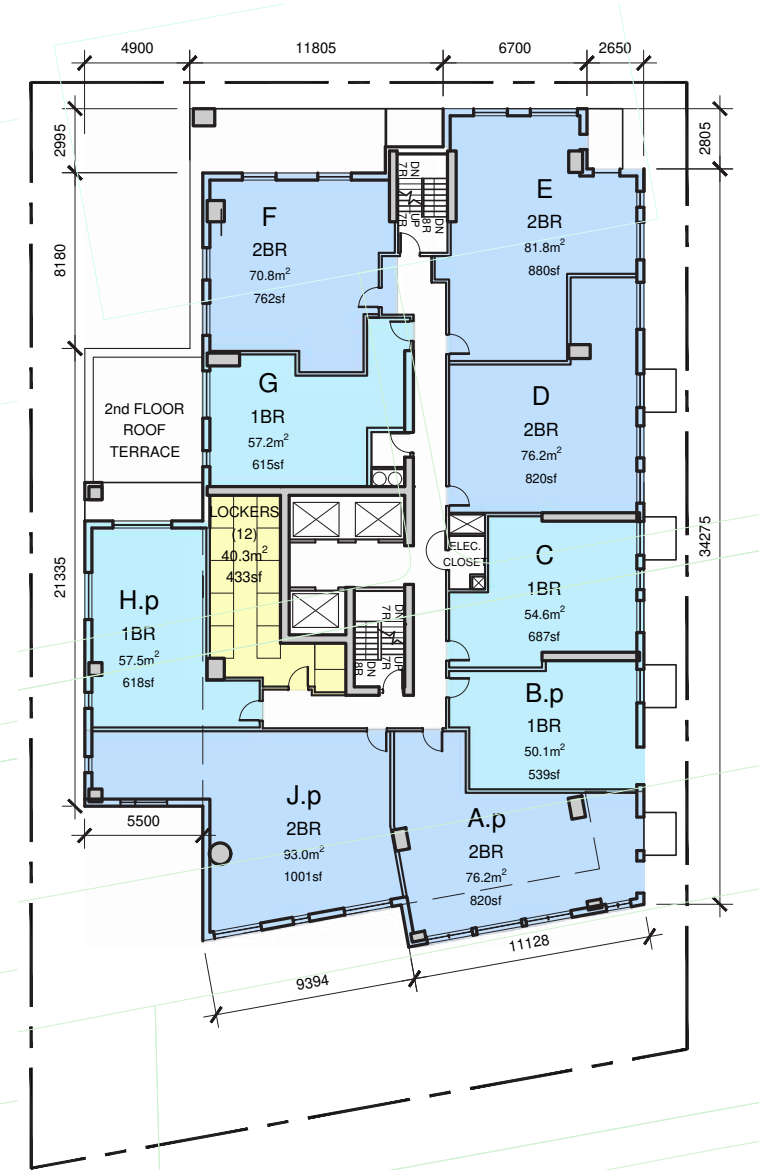 4900
11805
6700
2650
2995
2805
8180
21335
34275
DN
7R
UP
7R
DN
8R
E
2BR
81.8m²
880sf
F
2BR
70.8m²
762sf
G
1BR
57.2m²
615sf
D
2BR
76.2m²
820sf
2nd FLOOR
ROOF
TERRACE
LOCKERS
(12)
40.3m²
433sf
ELEC.
CLOSET
C
1BR
54.6m²
687sf
H.p
1BR
57.5m²
618sf
DN
7R
UP
7R
DN
8R
B.p
1BR
50.1m²
539sf
J.p
2BR
93.0m²
1001sf
A.p
2BR
76.2m²
820sf
5500
9394
11128